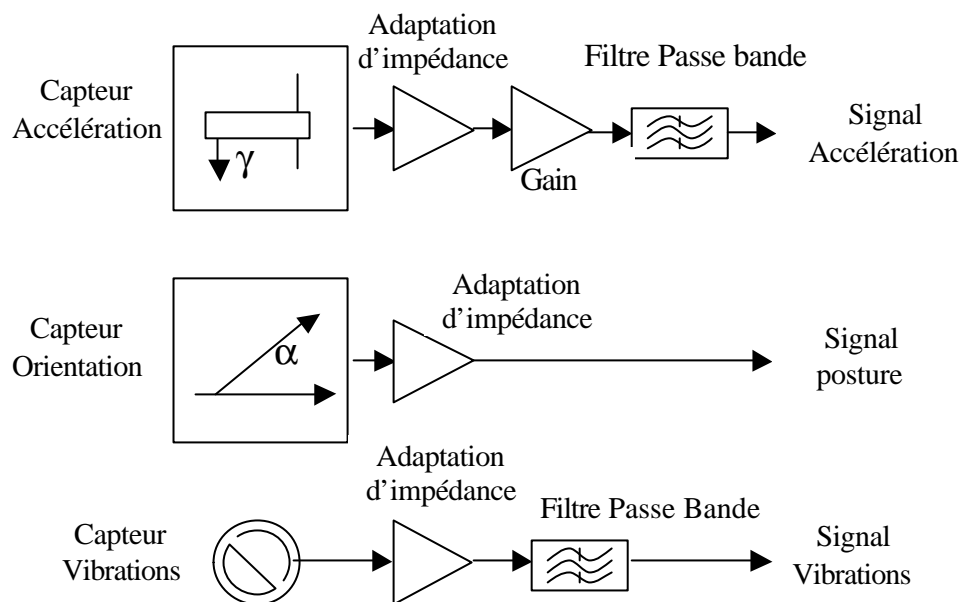 Adaptation
d'impédance
Filtre Passe bande
Capteur
Accélération
γ
Gain
Signal
Accélération
Adaptation
d'impédance
Capteur
Orientation
α
Signal
posture
Adaptation
d'impédance
Filtre Passe Bande
Capteur
Vibrations
Signal
Vibrations